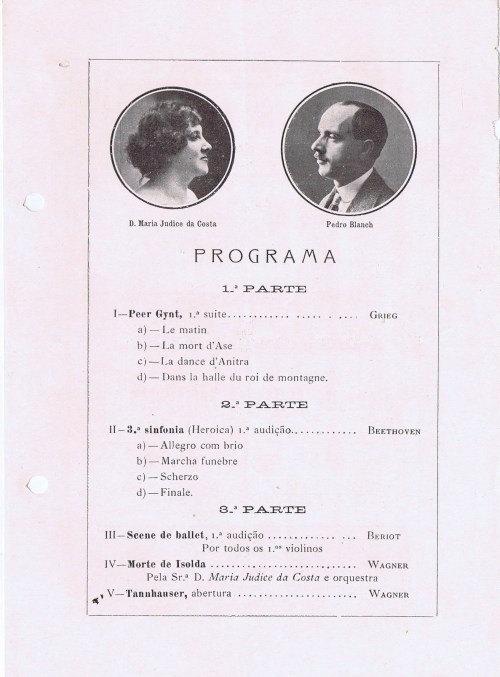 D. Maria Judice da Costa
Pedro Blanch
PROGRAMA
1.ª PARTE
I—Peer Gynt, 1.ª suite............ ..... . .... Grieg
a)—Le matin
b)—La mort d'Ase
c)—La dance d'Anitra
d)—Dans la halle du roi de montagne.
2.ª PARTE
II—3.ª sinfonia (Heroica) 1.ª audição............ Beethoven
a)—Allegro com brio
b)—Marcha funebre
c)—Scherzo
d)—Finale.
3.ª PARTE
III—Scene de ballet, 1.ª audição ............. ... Beriot
Por todos os 1.os violinos
IV—Morte de Isolda ........................... Wagner
Pela Sr.ª D. Maria Judice da Costa e orquestra
V—Tannhauser, abertura ...................... Wagner